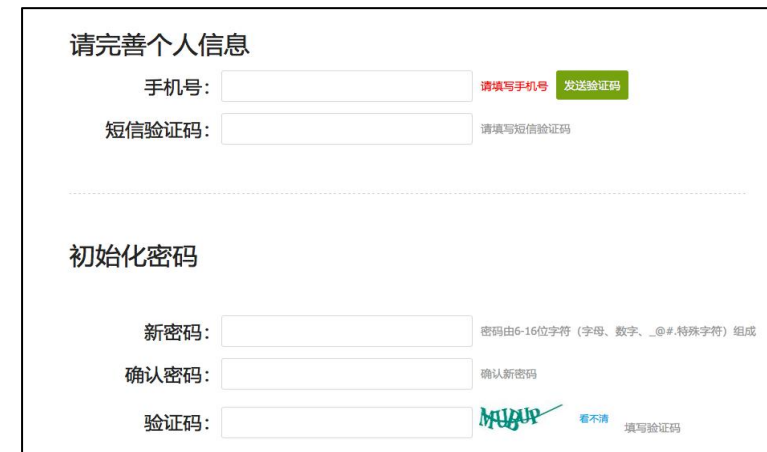 请完善个人信息
手机号: 请填写手机号 发送验证码
短信验证码: 请填写短信验证码
初始化密码
新密码: 密码由6-16位字符（字母、数字、_@#.特殊字符）组成
确认密码: 确认新密码
验证码: 看不清 填写验证码